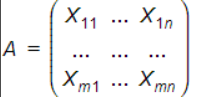 X₁₁ ... X₁ₙ
A = ... ... ...
Xₘ₁ ... Xₘₙ